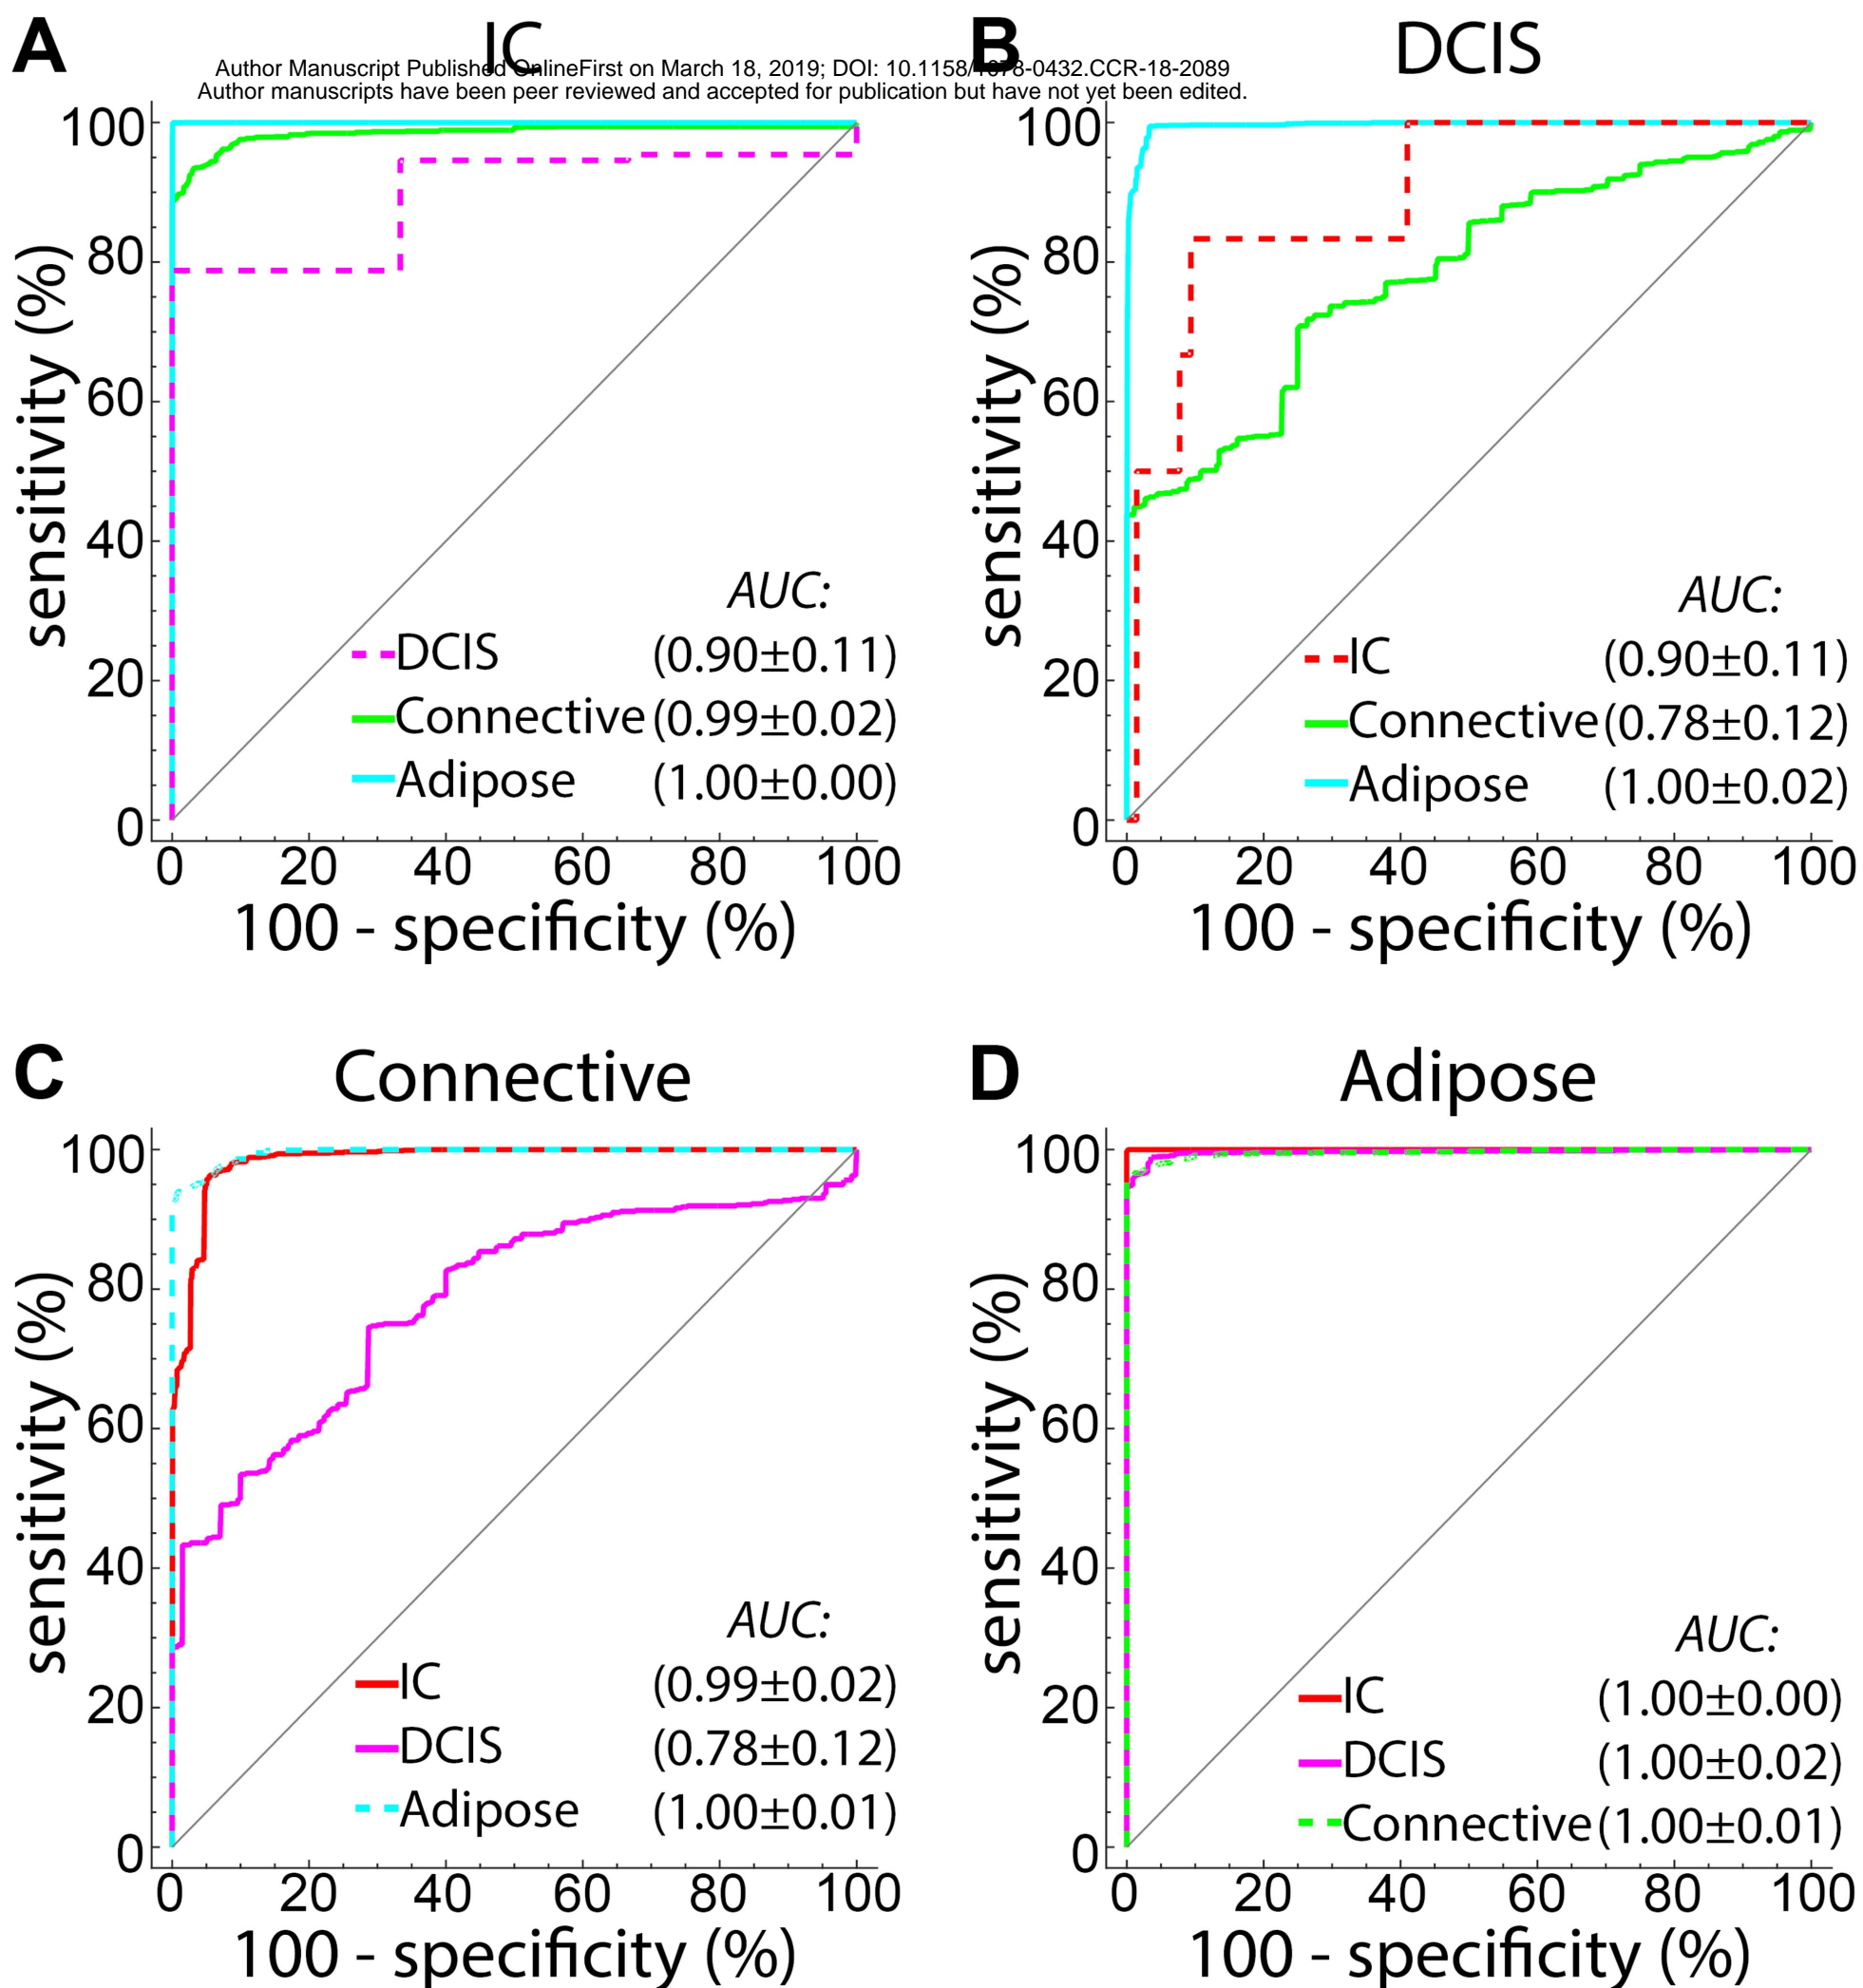 A IC B DCIS
Author Manuscript Published OnlineFirst on March 18, 2019; DOI: 10.1158/1078-0432.CCR-18-2089
Author manuscripts have been peer reviewed and accepted for publication but have not yet been edited.
sensitivity (%)
100
80
60
40
20
0
AUC:
DCIS (0.90±0.11)
Connective (0.99±0.02)
Adipose (1.00±0.00)
0 20 40 60 80 100
100 - specificity (%)
sensitivity (%)
100
80
60
40
20
0
AUC:
IC (0.90±0.11)
Connective (0.78±0.12)
Adipose (1.00±0.02)
0 20 40 60 80 100
100 - specificity (%)
C Connective
sensitivity (%)
100
80
60
40
20
0
AUC:
IC (0.99±0.02)
DCIS (0.78±0.12)
Adipose (1.00±0.01)
0 20 40 60 80 100
100 - specificity (%)
D Adipose
sensitivity (%)
100
80
60
40
20
0
AUC:
IC (1.00±0.00)
DCIS (1.00±0.02)
Connective (1.00±0.01)
0 20 40 60 80 100
100 - specificity (%)